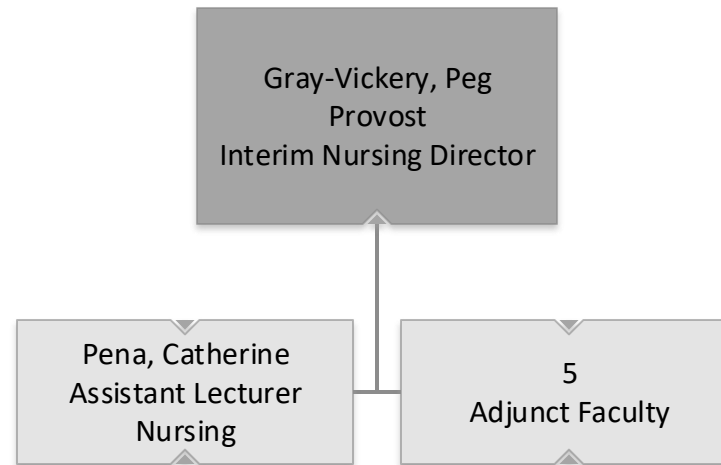 Gray-Vickery, Peg
Provost
Interim Nursing Director
Pena, Catherine
Assistant Lecturer
Nursing
5
Adjunct Faculty